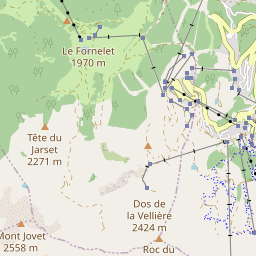 Le Fornelet
1970 m
Tête du
Jarset
2271 m
Dos de
la Vellière
2424 m
Mont Jovet
2558 m
Roc du